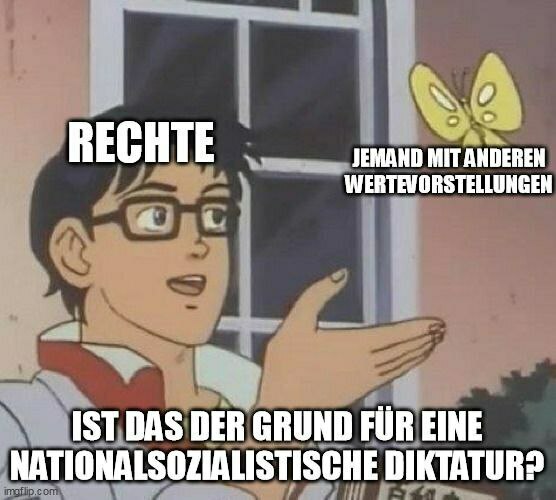 RECHTE
JEMAND MIT ANDEREN
WERTEVORSTELLUNGEN
IST DAS DER GRUND FÜR EINE
NATIONALSOZIALISTISCHE DIKTATUR?
imgflip.com